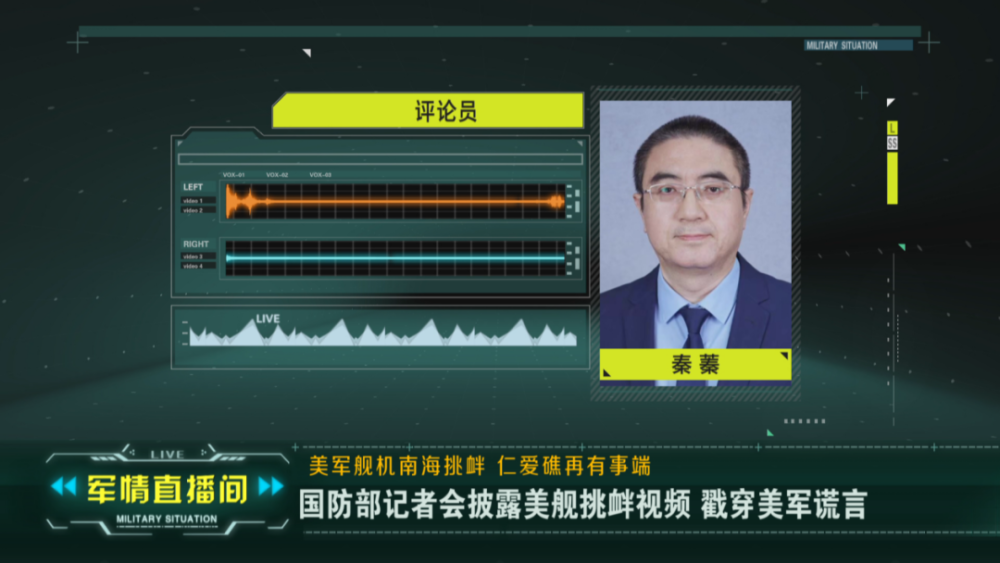 MILITARY SITUATION
评论员
L
SS
VOX-01 VOX-02 VOX-03
LEFT
video 1
video 2
RIGHT
video 3
video 4
LIVE
秦蓁
LIVE
军情直播间
MILITARY SITUATION
美军舰机南海挑衅 仁爱礁再有事端
国防部记者会披露美舰挑衅视频 戳穿美军谎言